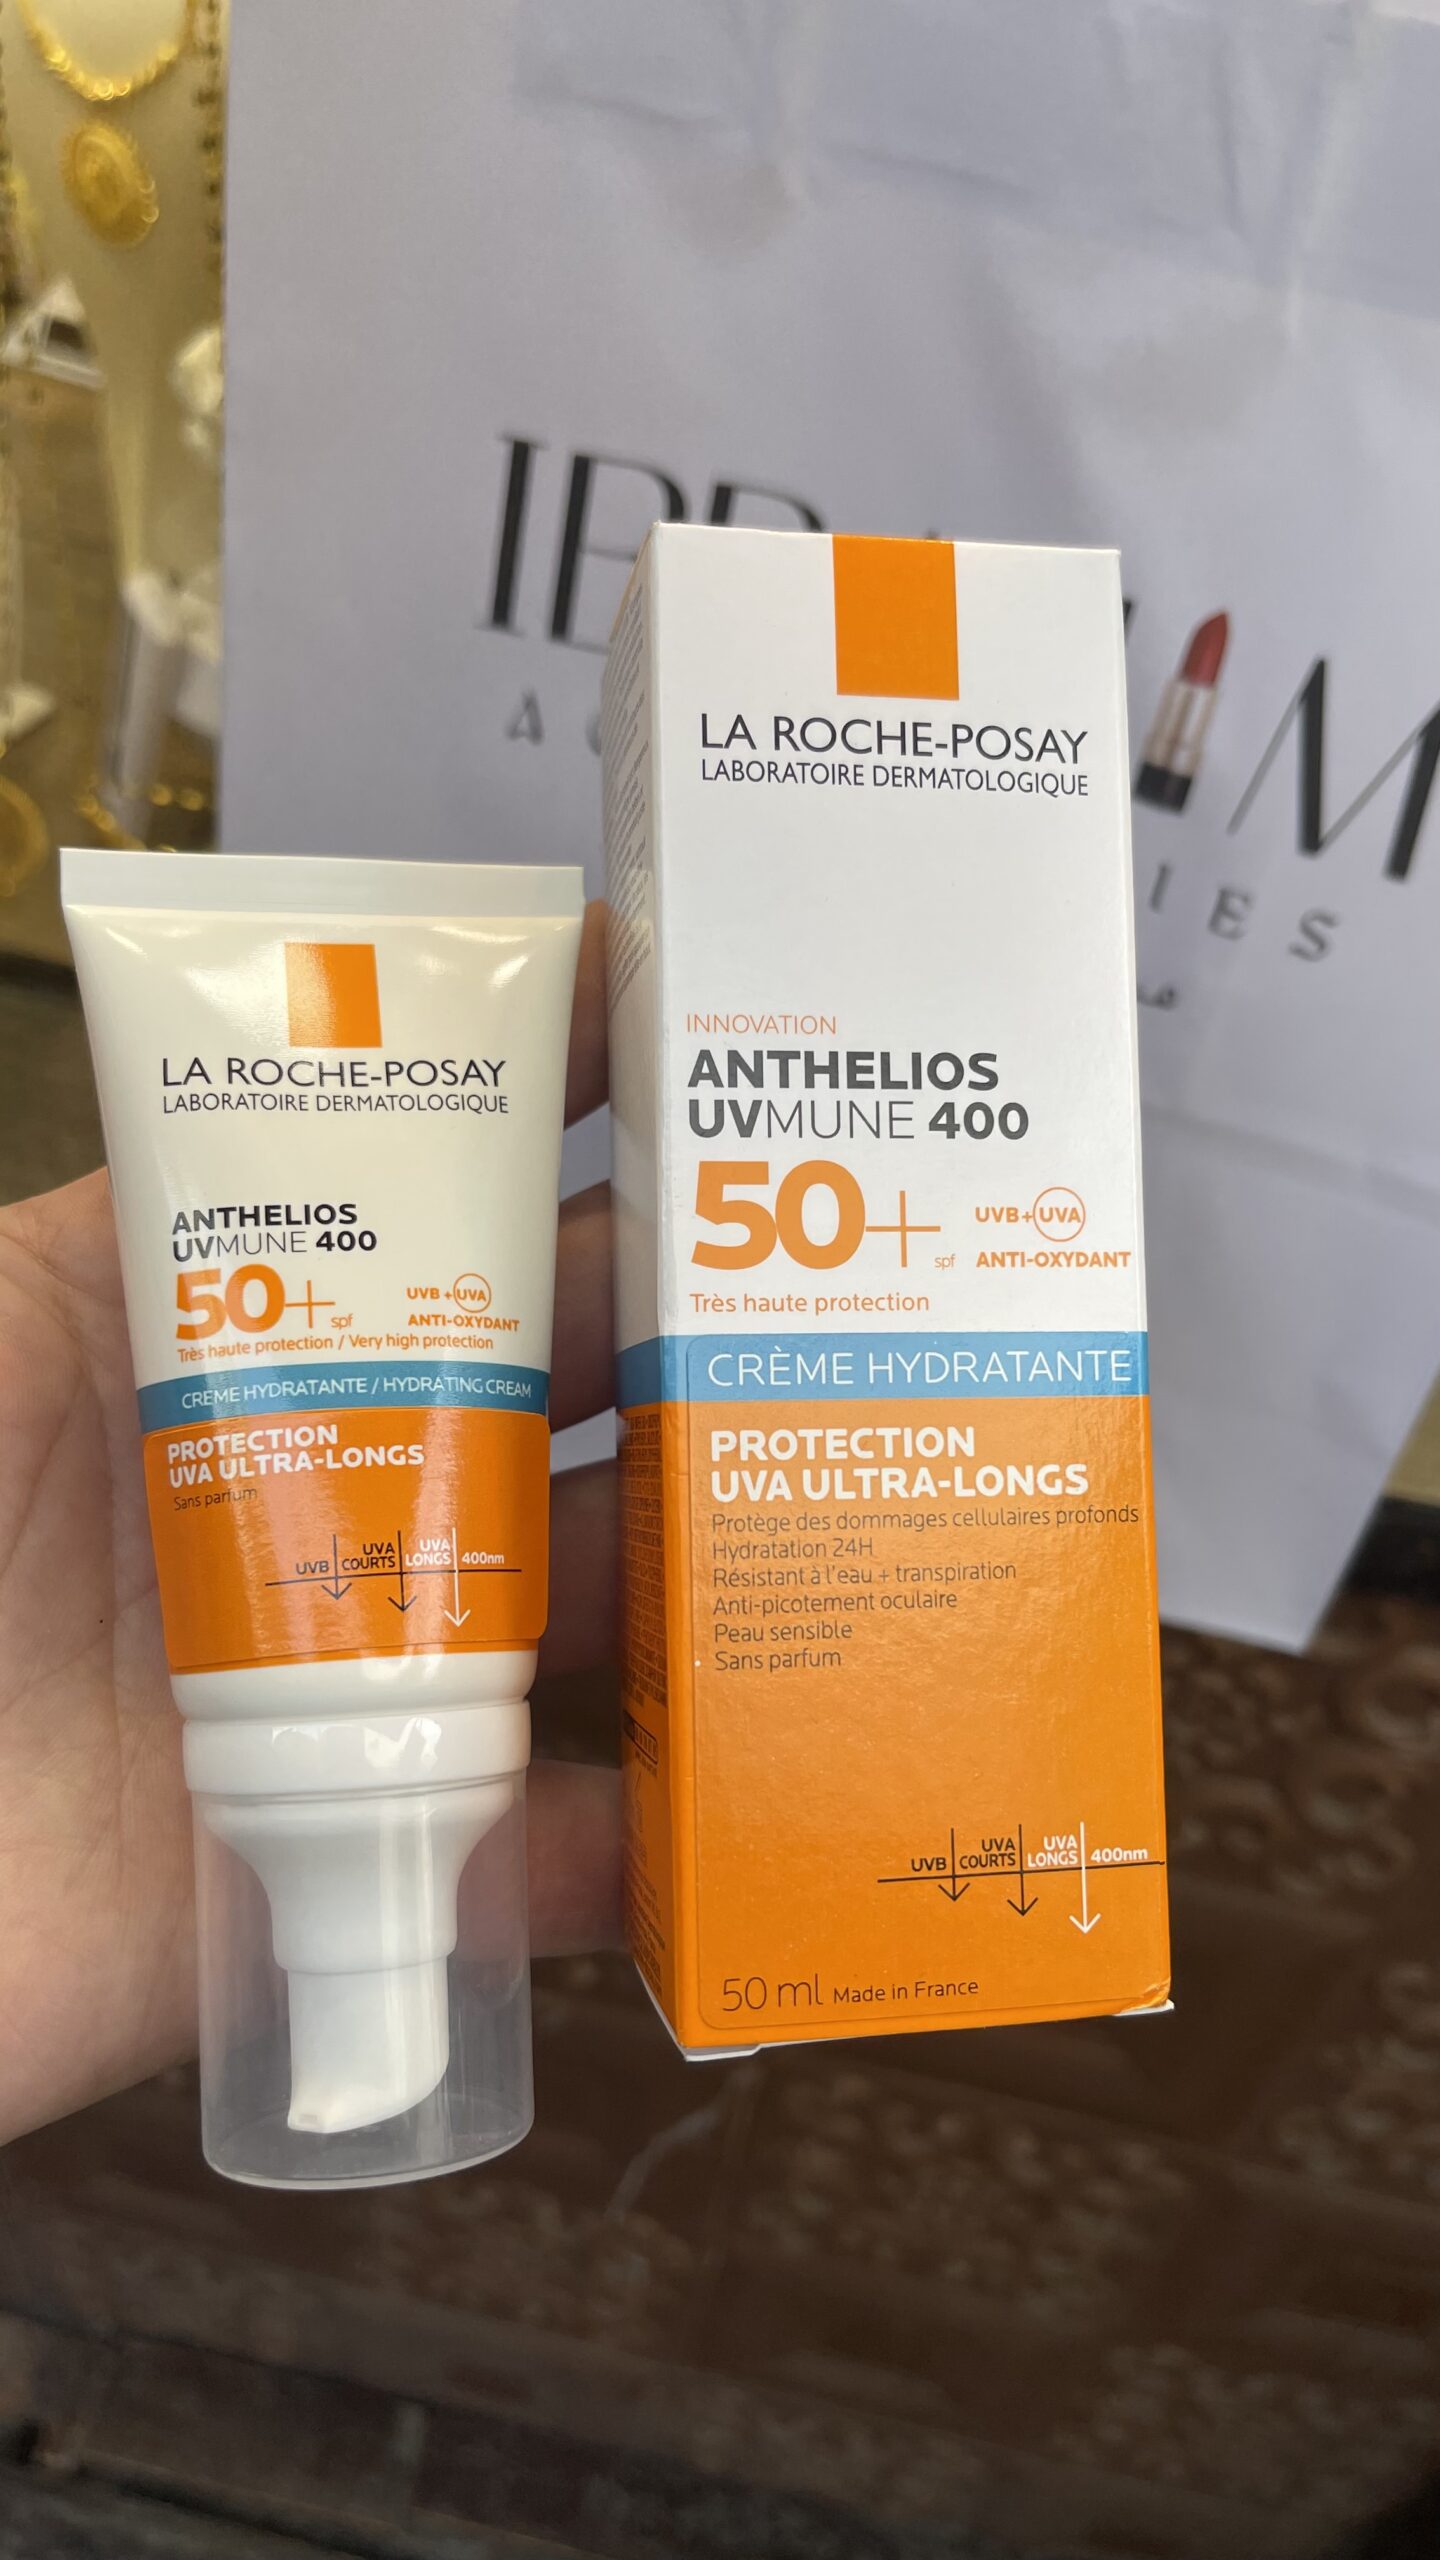 LA ROCHE-POSAY
LABORATOIRE DERMATOLOGIQUE
ANTHELIOS
UVMUNE 400
50+ spf
UVB + UVA
ANTI-OXYDANT
Très haute protection / Very high protection
CRÈME HYDRATANTE / HYDRATING CREAM
PROTECTION
UVA ULTRA-LONGS
Sans parfum
UVB
UVA COURTS
UVA LONGS
400nm
LA ROCHE-POSAY
LABORATOIRE DERMATOLOGIQUE
INNOVATION
ANTHELIOS
UVMUNE 400
50+ spf
UVB+UVA
ANTI-OXYDANT
Très haute protection
CRÈME HYDRATANTE
PROTECTION
UVA ULTRA-LONGS
Protège des dommages cellulaires profonds
Hydratation 24H
Résistant à l'eau + transpiration
Anti-picotement oculaire
Peau sensible
Sans parfum
UVB
UVA COURTS
UVA LONGS
400nm
50 ml Made in France